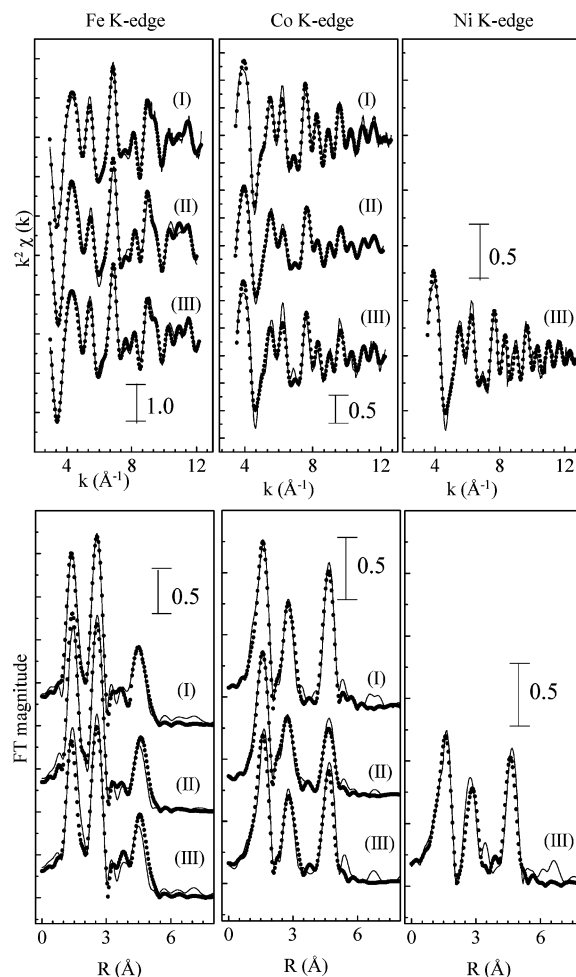 Fe K-edge Co K-edge Ni K-edge
(I) (I)
(II) (II)
0.5
(III) (III) (III)
1.0 0.5
k² χ (k)
4 8 12 4 8 12 4 8 12
k (Å⁻¹) k (Å⁻¹) k (Å⁻¹)
0.5 0.5
(I) (I)
0.5
(II) (II)
(III) (III) (III)
FT magnitude
0 3 6 0 3 6 0 3 6
R (Å) R (Å) R (Å)